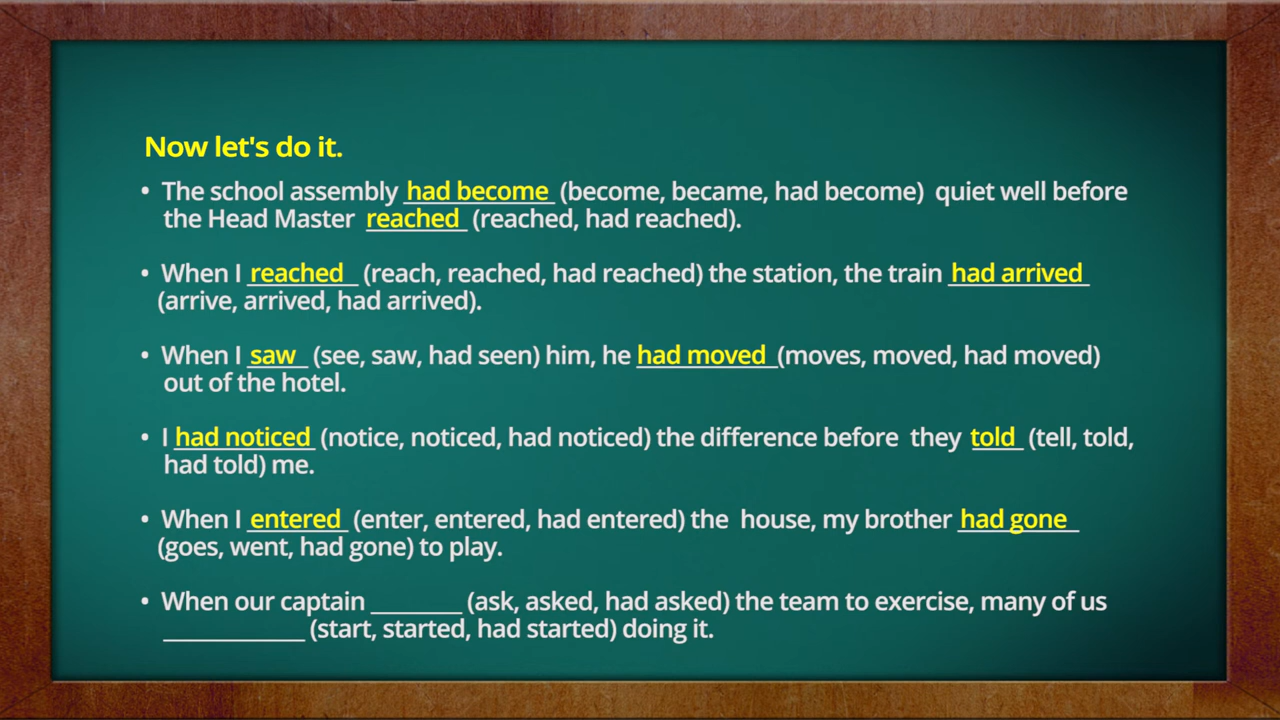 Now let's do it.
• The school assembly had become (become, became, had become) quiet well before
the Head Master reached (reached, had reached).
• When I reached (reach, reached, had reached) the station, the train had arrived
(arrive, arrived, had arrived).
• When I saw (see, saw, had seen) him, he had moved (moves, moved, had moved)
out of the hotel.
• I had noticed (notice, noticed, had noticed) the difference before they told (tell, told,
had told) me.
• When I entered (enter, entered, had entered) the house, my brother had gone
(goes, went, had gone) to play.
• When our captain ________ (ask, asked, had asked) the team to exercise, many of us
____________ (start, started, had started) doing it.